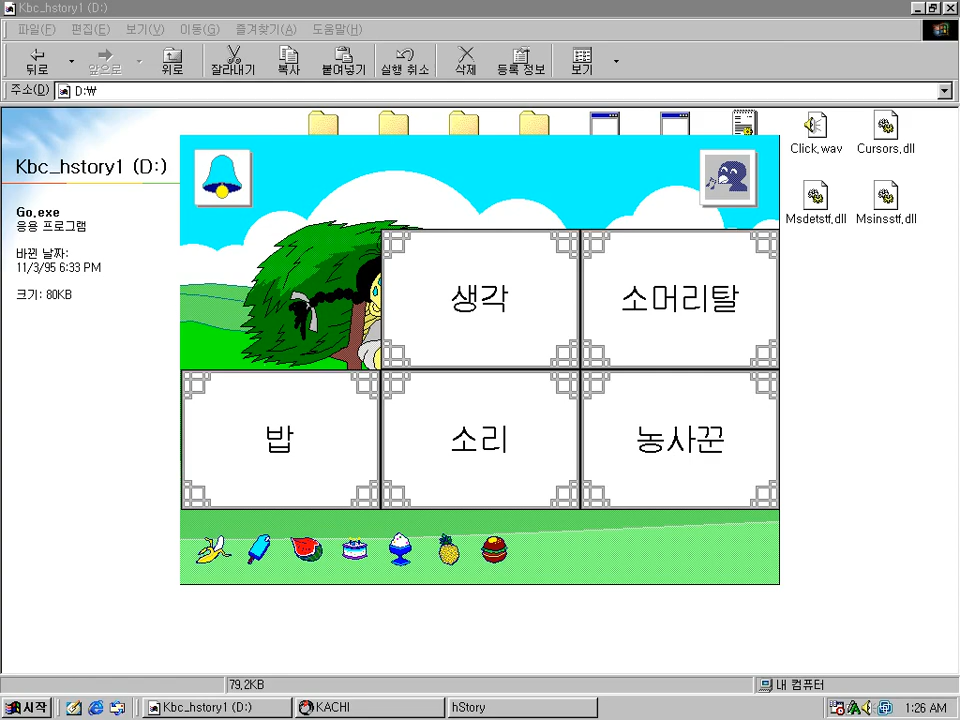 Kbc_hstory1 (D:)
파일(F) 편집(E) 보기(V) 이동(G) 즐겨찾기(A) 도움말(H)
뒤로 앞으로 위로 잘라내기 복사 붙여넣기 실행 취소 삭제 등록 정보 보기
주소(D) D:₩
Click.wav Cursors.dll
Kbc_hstory1 (D:)
Msdetstf.dll Msinsstf.dll
Go.exe
응용 프로그램
바뀐 날짜:
11/3/95 6:33 PM
크기: 80KB
생각 소머리탈
밥 소리 농사꾼
79.2KB 내 컴퓨터
시작 Kbc_hstory1 (D:) KACHI hStory 1:26 AM